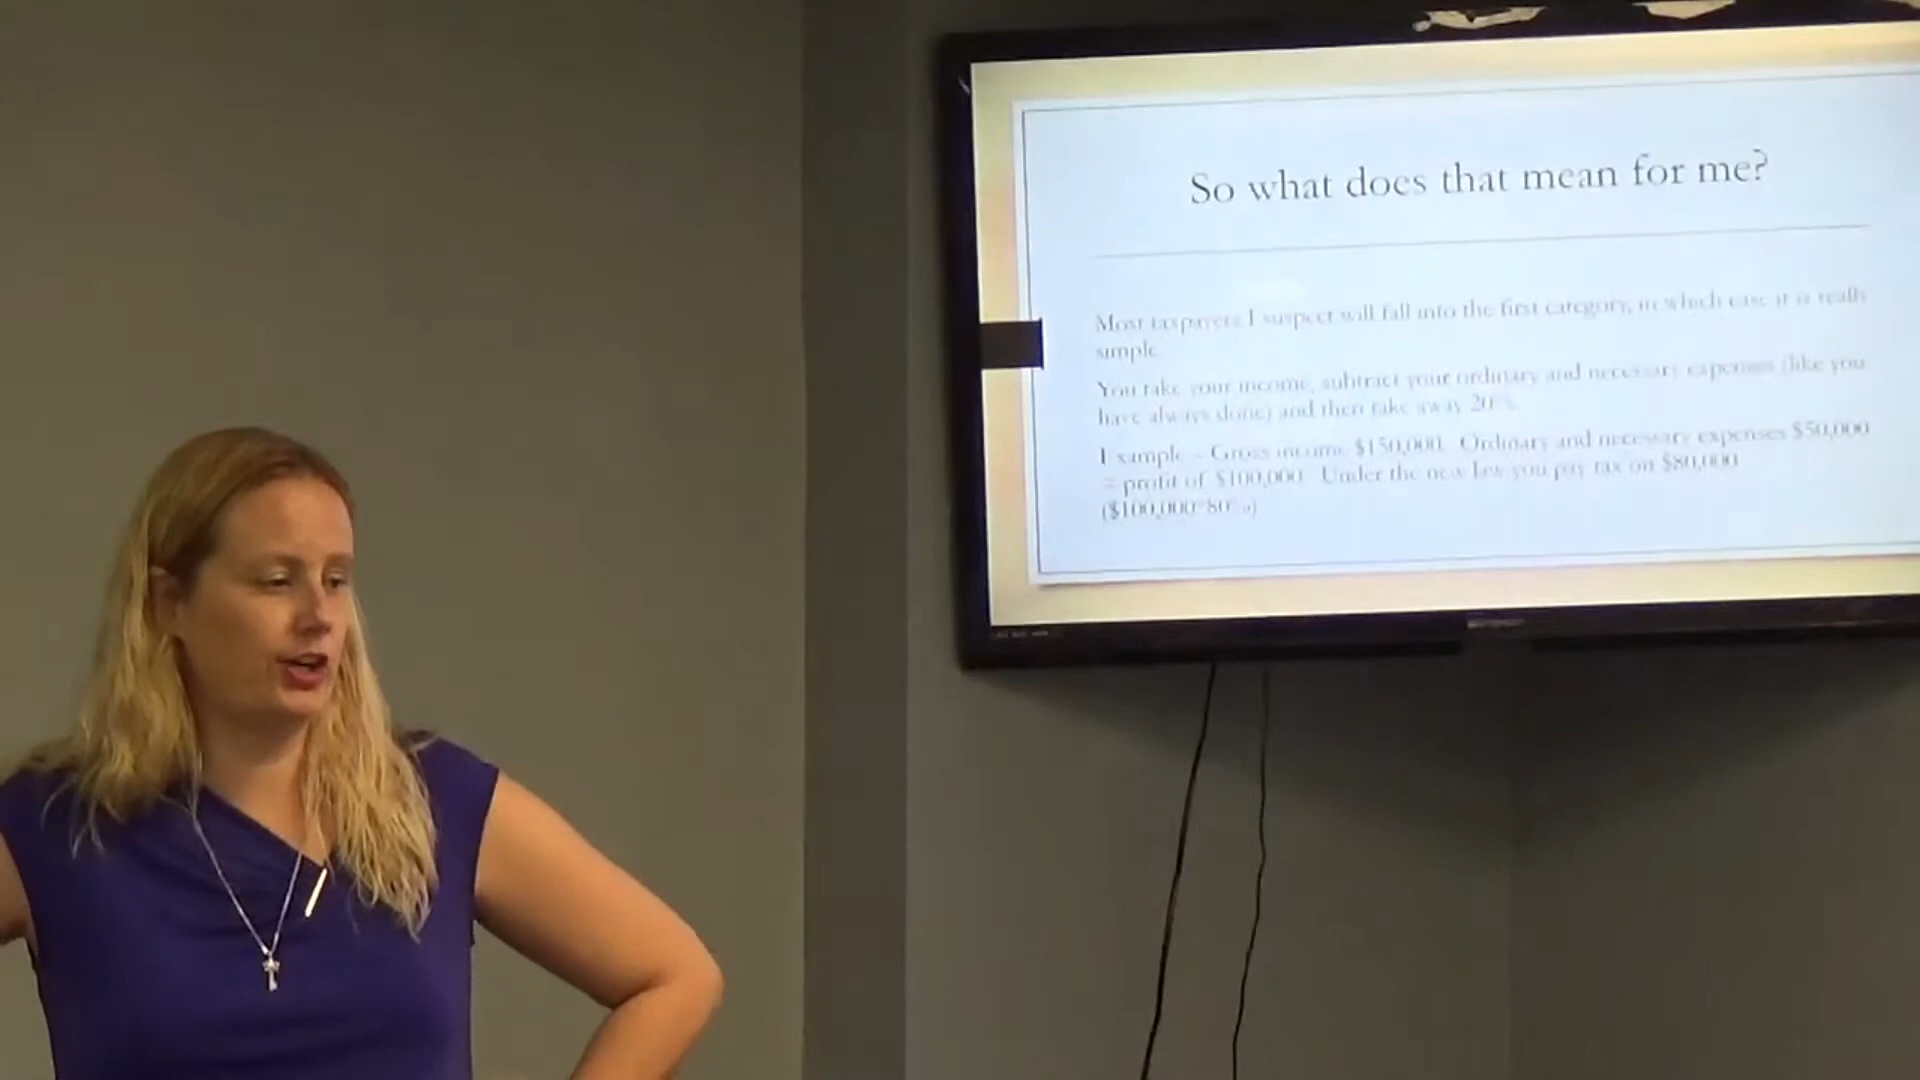 So what does that mean for me?
Most taxpayers I suspect will fall into the first category, in which case it is really
simple
You take your income, subtract your ordinary and necessary expenses (like you
have always done) and then take away 20%
Example - Gross income $150,000. Ordinary and necessary expenses $50,000
= profit of $100,000. Under the new law you pay tax on $80,000
($100,000*80%)